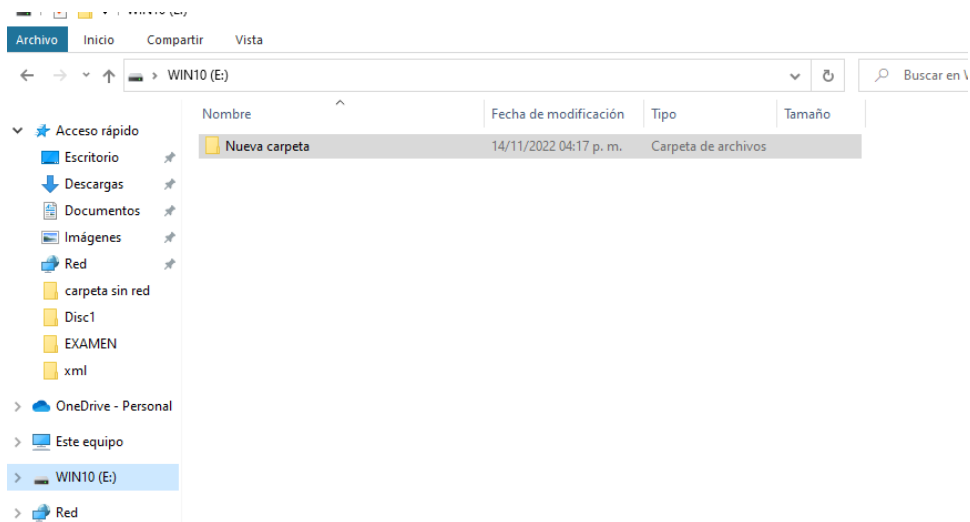 Archivo Inicio Compartir Vista
WIN10 (E:) Buscar en
Nombre Fecha de modificación Tipo Tamaño
Nueva carpeta 14/11/2022 04:17 p. m. Carpeta de archivos
Acceso rápido
Escritorio
Descargas
Documentos
Imágenes
Red
carpeta sin red
Disc1
EXAMEN
xml
OneDrive - Personal
Este equipo
WIN10 (E:)
Red